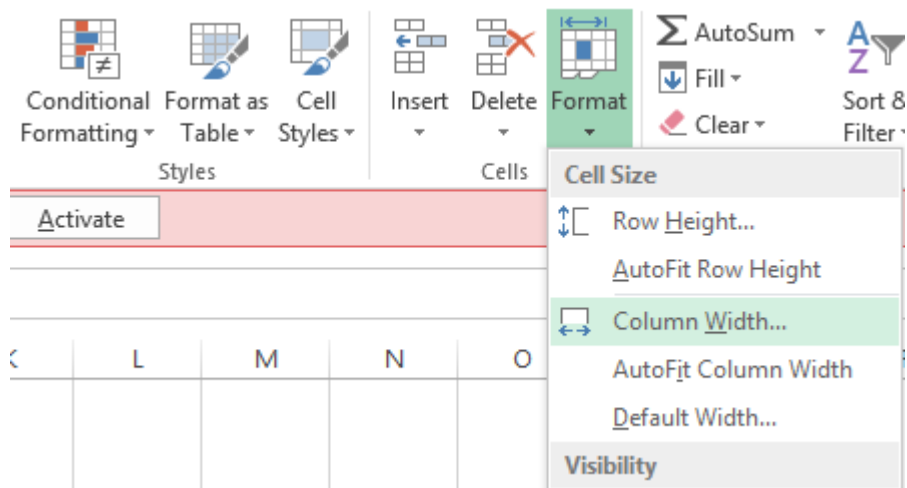 Conditional Formatting
Format as Table
Cell Styles
Insert
Delete
Format
AutoSum
Fill
Clear
Sort & Filter
Styles
Cells
Activate
Cell Size
Row Height...
AutoFit Row Height
Column Width...
AutoFit Column Width
Default Width...
Visibility
K L M N O